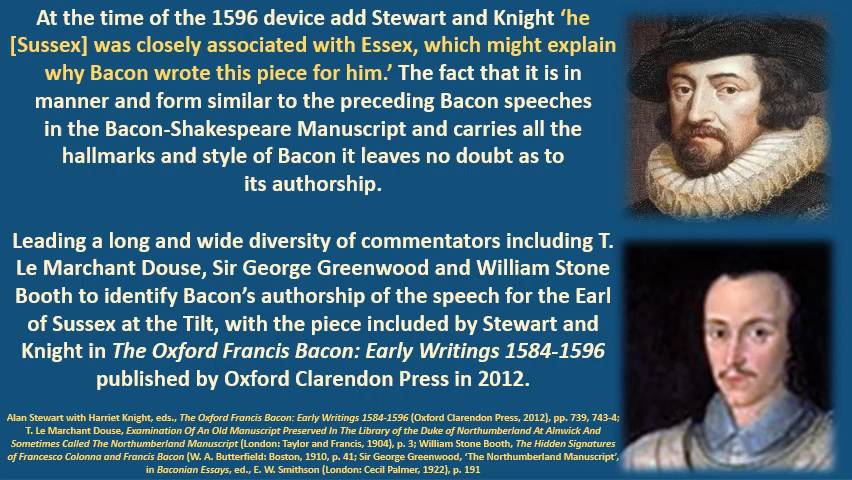 At the time of the 1596 device add Stewart and Knight ‘he
[Sussex] was closely associated with Essex, which might explain
why Bacon wrote this piece for him.’ The fact that it is in
manner and form similar to the preceding Bacon speeches
in the Bacon-Shakespeare Manuscript and carries all the
hallmarks and style of Bacon it leaves no doubt as to
its authorship.
Leading a long and wide diversity of commentators including T.
Le Marchant Douse, Sir George Greenwood and William Stone
Booth to identify Bacon’s authorship of the speech for the Earl
of Sussex at the Tilt, with the piece included by Stewart and
Knight in The Oxford Francis Bacon: Early Writings 1584-1596
published by Oxford Clarendon Press in 2012.
Alan Stewart with Harriet Knight, eds., The Oxford Francis Bacon: Early Writings 1584-1596 (Oxford Clarendon Press, 2012), pp. 739, 743-4;
T. Le Marchant Douse, Examination Of An Old Manuscript Preserved In The Library of the Duke of Northumberland At Alnwick And
Sometimes Called The Northumberland Manuscript (London: Taylor and Francis, 1904), p. 3; William Stone Booth, The Hidden Signatures
of Francesco Colonna and Francis Bacon (W. A. Butterfield: Boston, 1910, p. 41; Sir George Greenwood, ‘The Northumberland Manuscript’,
in Baconian Essays, ed., E. W. Smithson (London: Cecil Palmer, 1922), p. 191